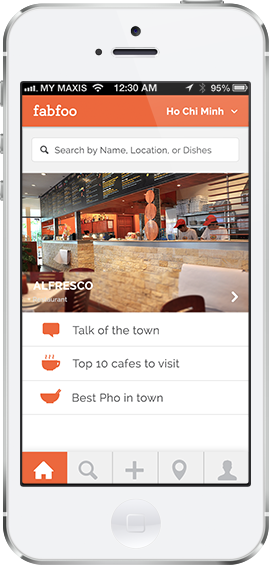 MY MAXIS 12:30 AM 95%
fabfoo Ho Chi Minh
Search by Name, Location, or Dishes
ALFRESCO
Restaurant
Talk of the town
Top 10 cafes to visit
Best Pho in town